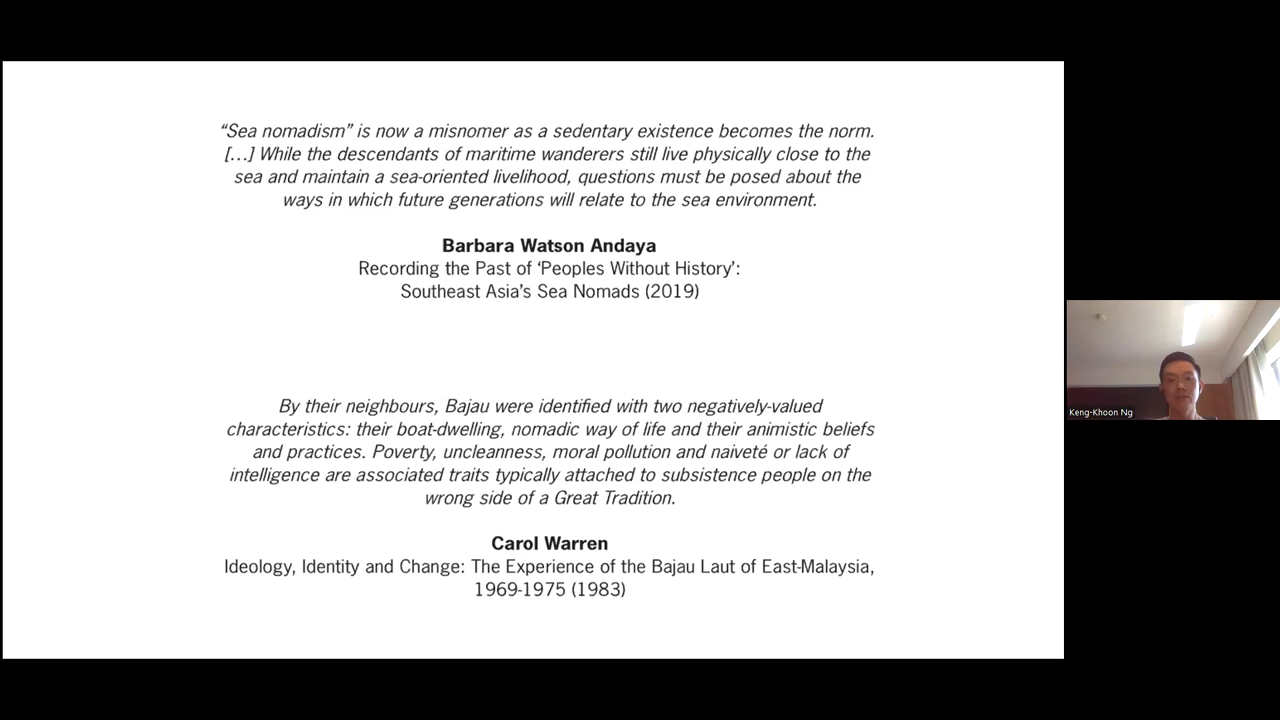 “Sea nomadism” is now a misnomer as a sedentary existence becomes the norm.
[…] While the descendants of maritime wanderers still live physically close to the
sea and maintain a sea-oriented livelihood, questions must be posed about the
ways in which future generations will relate to the sea environment.
Barbara Watson Andaya
Recording the Past of ‘Peoples Without History’:
Southeast Asia’s Sea Nomads (2019)
By their neighbours, Bajau were identified with two negatively-valued
characteristics: their boat-dwelling, nomadic way of life and their animistic beliefs
and practices. Poverty, uncleanness, moral pollution and naiveté or lack of
intelligence are associated traits typically attached to subsistence people on the
wrong side of a Great Tradition.
Carol Warren
Ideology, Identity and Change: The Experience of the Bajau Laut of East-Malaysia,
1969-1975 (1983)
Keng-Khoon Ng